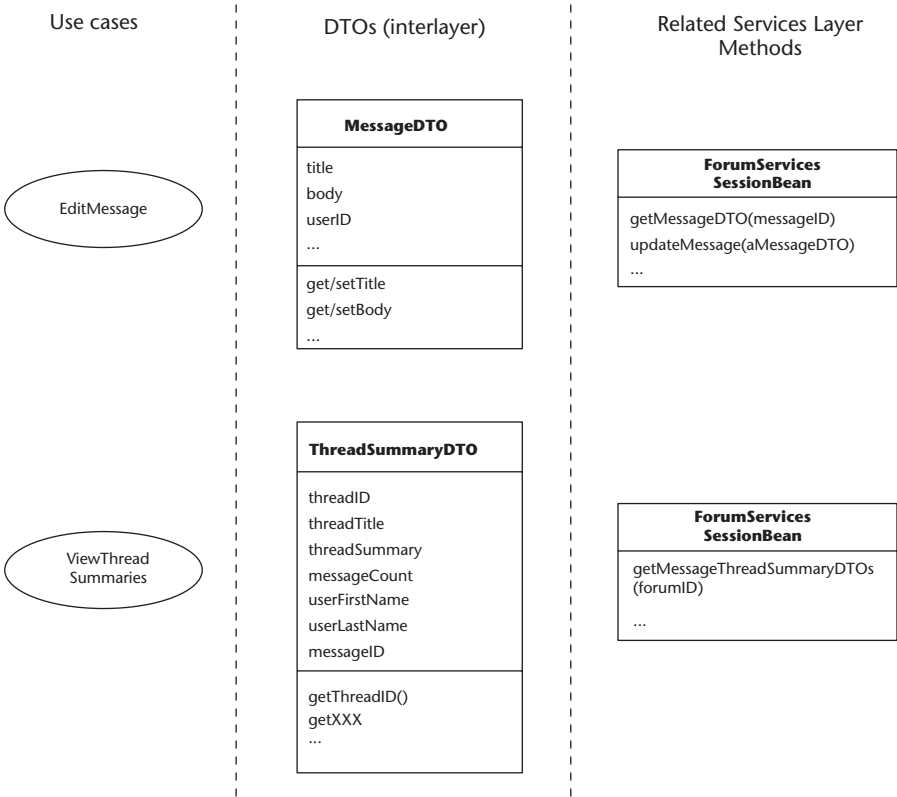 Use cases
DTOs (interlayer)
Related Services Layer
Methods
EditMessage
MessageDTO
title
body
userID
...
get/setTitle
get/setBody
...
ForumServices
SessionBean
getMessageDTO(messageID)
updateMessage(aMessageDTO)
...
ViewThread
Summaries
ThreadSummaryDTO
threadID
threadTitle
threadSummary
messageCount
userFirstName
userLastName
messageID
getThreadID()
getXXX
...
ForumServices
SessionBean
getMessageThreadSummaryDTOs
(forumID)
...